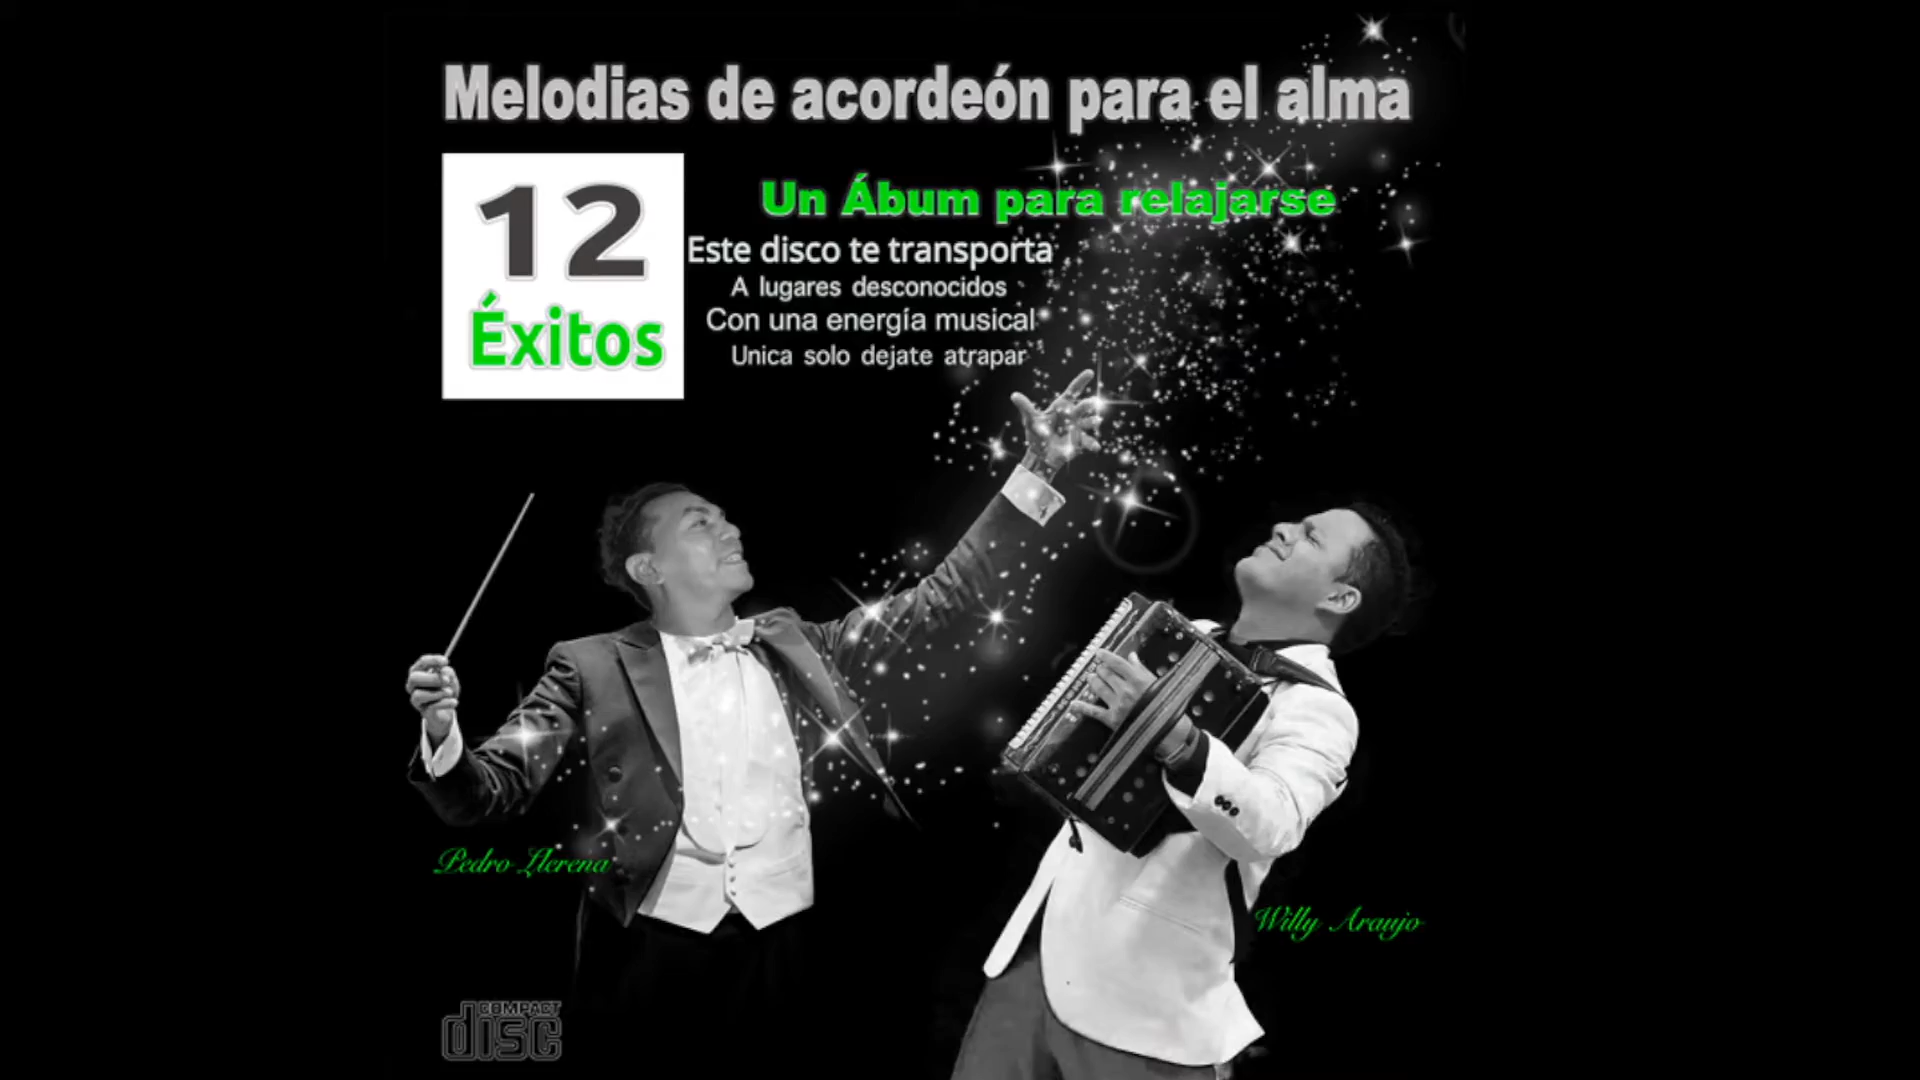 Melodias de acordeón para el alma
12
Éxitos
Un Ábum para relajarse
Este disco te transporta
A lugares desconocidos
Con una energía musical
Unica solo dejate atrapar
Pedro Llerena
Willy Araujo
COMPACT
disc